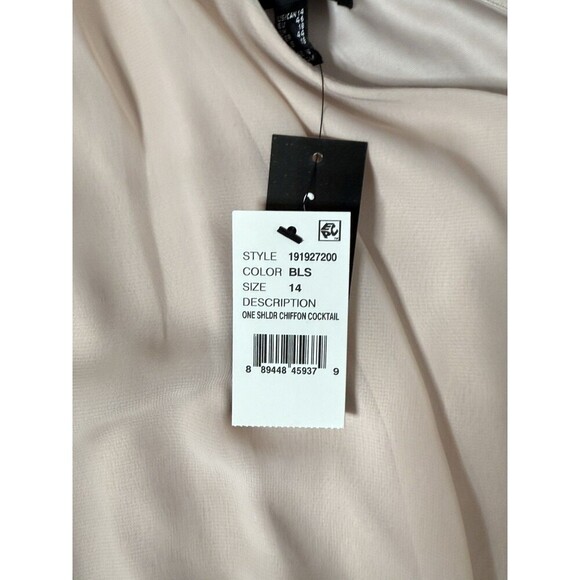 STYLE 191927200
COLOR BLS
SIZE 14
DESCRIPTION
ONE SHLDR CHIFFON COCKTAIL
8 89448 45937 9